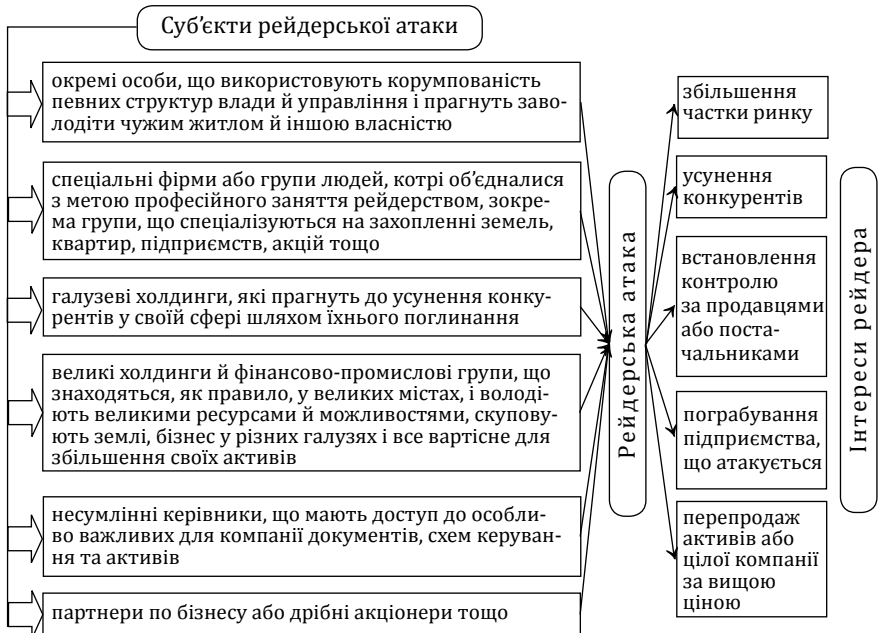 Суб’єкти рейдерської атаки
окремі особи, що використовують корумпованість
певних структур влади й управління і прагнуть заво-
лодіти чужим житлом й іншою власністю
спеціальні фірми або групи людей, котрі об’єдналися
з метою професійного заняття рейдерством, зокре-
ма групи, що спеціалізуються на захопленні земель,
квартир, підприємств, акцій тощо
галузеві холдинги, які прагнуть до усунення конку-
рентів у своїй сфері шляхом їхнього поглинання
великі холдинги й фінансово-промислові групи, що
знаходяться, як правило, у великих містах, і володі-
ють великими ресурсами й можливостями, скупову-
ють землі, бізнес у різних галузях і все вартісне для
збільшення своїх активів
несумлінні керівники, що мають доступ до особли-
во важливих для компанії документів, схем керуван-
ня та активів
партнери по бізнесу або дрібні акціонери тощо
Рейдерська атака
збільшення
частки ринку
усунення
конкурентів
встановлення
контролю
за продавцями
або поста-
чальниками
пограбування
підприємства,
що атакується
перепродаж
активів або
цілої компанії
за вищою
ціною
Інтереси рейдера